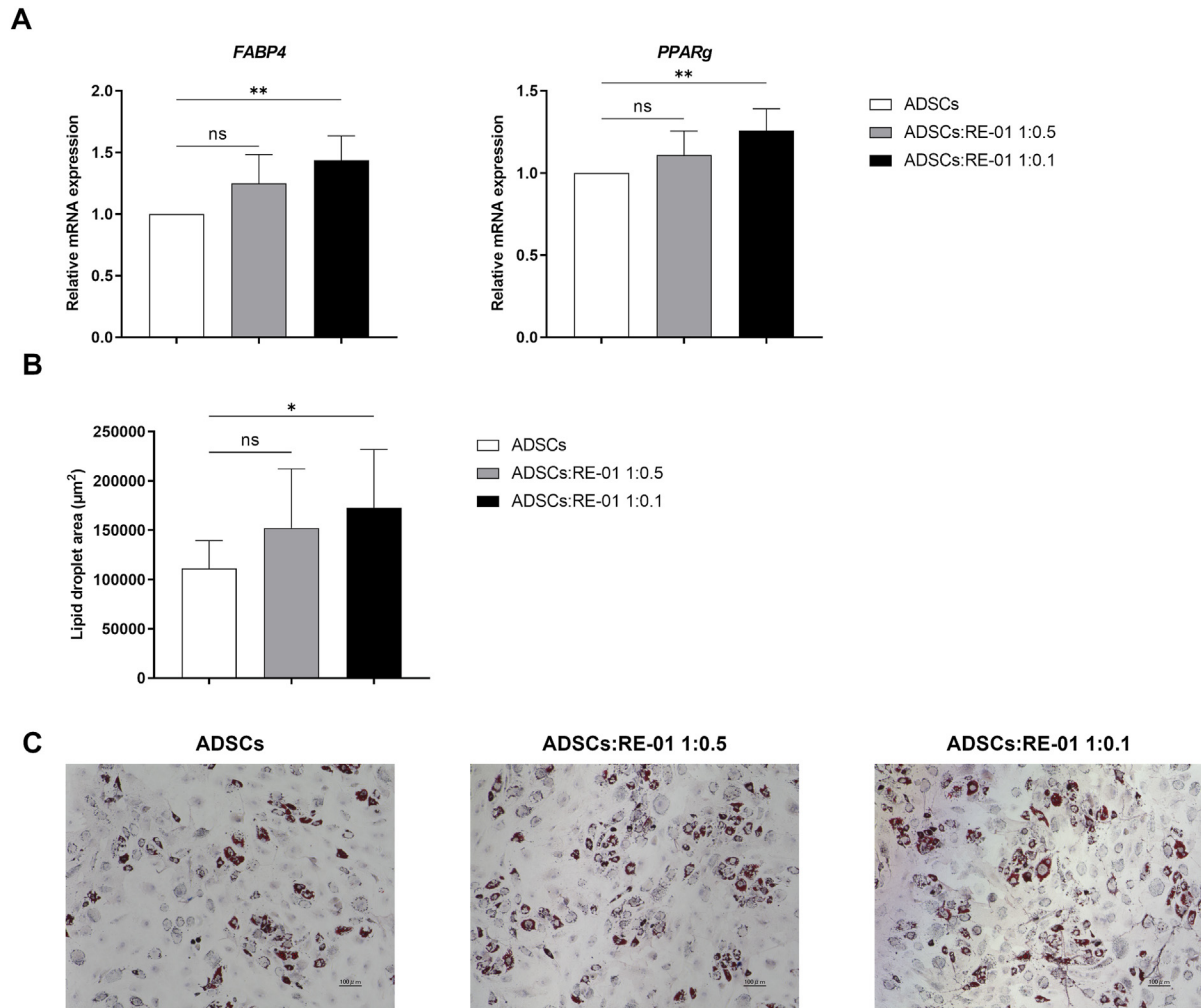 A
FABP4
Relative mRNA expression
2.0
1.5
1.0
0.5
0.0
ns
**
PPARg
Relative mRNA expression
1.5
1.0
0.5
0.0
ns
**
ADSCs
ADSCs:RE-01 1:0.5
ADSCs:RE-01 1:0.1
B
Lipid droplet area (µm²)
250000
200000
150000
100000
50000
0
ns
*
ADSCs
ADSCs:RE-01 1:0.5
ADSCs:RE-01 1:0.1
C
ADSCs
ADSCs:RE-01 1:0.5
ADSCs:RE-01 1:0.1
100㎛
100㎛
100㎛